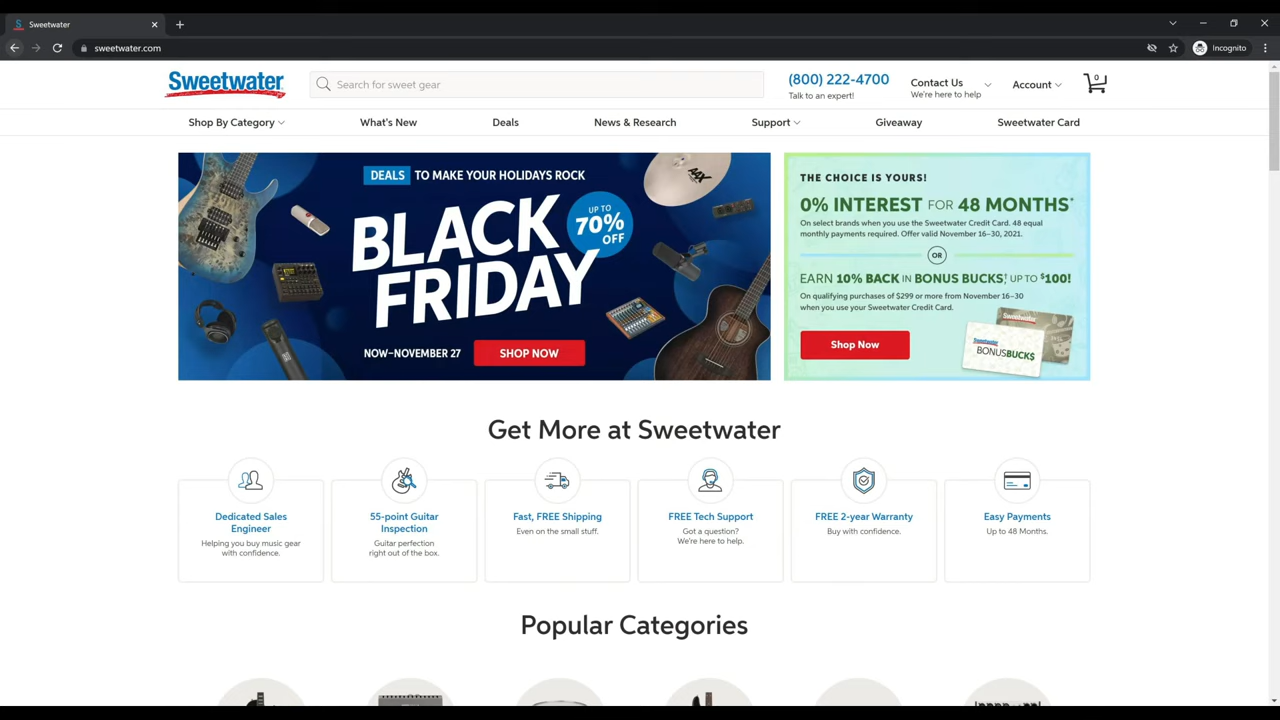 Sweetwater
sweetwater.com
Incognito
Sweetwater
Search for sweet gear
(800) 222-4700
Talk to an expert!
Contact Us
We're here to help
Account
0
Shop By Category
What's New
Deals
News & Research
Support
Giveaway
Sweetwater Card
DEALS TO MAKE YOUR HOLIDAYS ROCK
BLACK
FRIDAY
UP TO
70%
OFF
NOW–NOVEMBER 27
SHOP NOW
THE CHOICE IS YOURS!
0% INTEREST FOR 48 MONTHS*
On select brands when you use the Sweetwater Credit Card. 48 equal
monthly payments required. Offer valid November 16–30, 2021.
OR
EARN 10% BACK IN BONUS BUCKS,† UP TO $100!
On qualifying purchases of $299 or more from November 16–30
when you use your Sweetwater Credit Card.
Shop Now
Sweetwater
Sweetwater
BONUSBUCK$
Get More at Sweetwater
Dedicated Sales
Engineer
Helping you buy music gear
with confidence.
55-point Guitar
Inspection
Guitar perfection
right out of the box.
Fast, FREE Shipping
Even on the small stuff.
FREE Tech Support
Got a question?
We're here to help.
FREE 2-year Warranty
Buy with confidence.
Easy Payments
Up to 48 Months.
Popular Categories